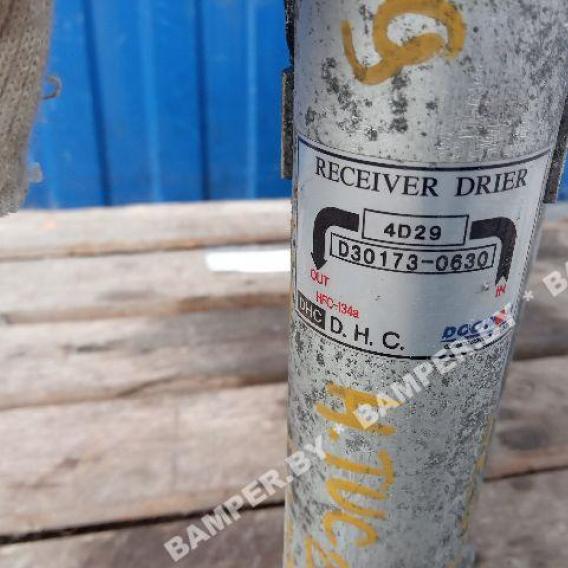 9
RECEIVER DRIER
4D29
D30173-0630
OUT
IN
HFC-134a
DHC D. H. C.
H.TUC
BAMPER.BY * BAMPER.BY * BAMPER.BY